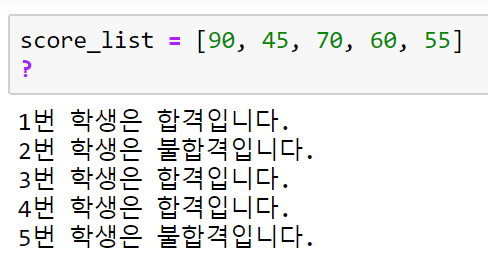 score_list = [90, 45, 70, 60, 55]
?
1번 학생은 합격입니다.
2번 학생은 불합격입니다.
3번 학생은 합격입니다.
4번 학생은 합격입니다.
5번 학생은 불합격입니다.